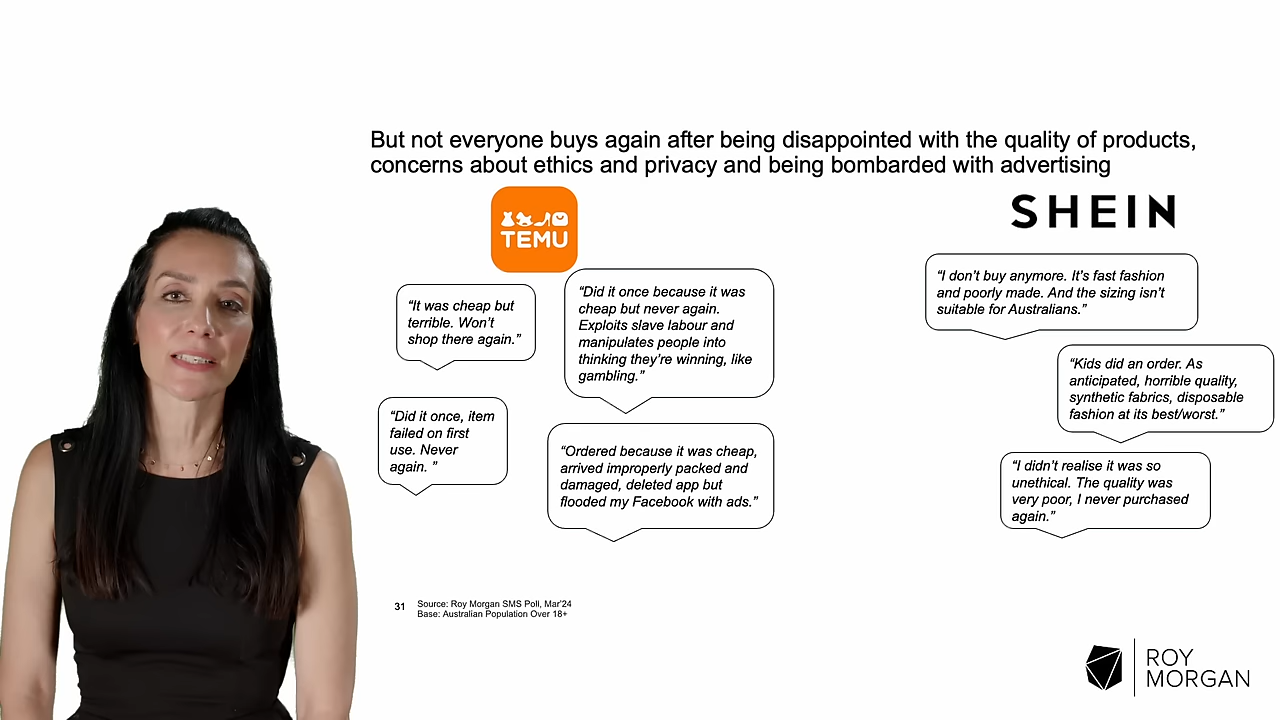 But not everyone buys again after being disappointed with the quality of products,
concerns about ethics and privacy and being bombarded with advertising
TEMU
SHEIN
“It was cheap but
terrible. Won’t
shop there again.”
“Did it once because it was
cheap but never again.
Exploits slave labour and
manipulates people into
thinking they’re winning, like
gambling.”
“Did it once, item
failed on first
use. Never
again. ”
“Ordered because it was cheap,
arrived improperly packed and
damaged, deleted app but
flooded my Facebook with ads.”
“I don’t buy anymore. It’s fast fashion
and poorly made. And the sizing isn’t
suitable for Australians.”
“Kids did an order. As
anticipated, horrible quality,
synthetic fabrics, disposable
fashion at its best/worst.”
“I didn’t realise it was so
unethical. The quality was
very poor, I never purchased
again.”
31
Source: Roy Morgan SMS Poll, Mar’24
Base: Australian Population Over 18+
ROY
MORGAN